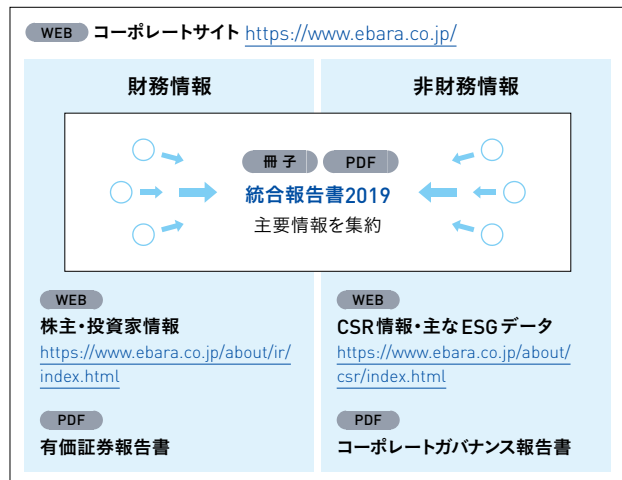 WEB コーポレートサイト https://www.ebara.co.jp/
財務情報
非財務情報
冊子 PDF
統合報告書2019
主要情報を集約
WEB
株主・投資家情報
https://www.ebara.co.jp/about/ir/
index.html
PDF
有価証券報告書
WEB
CSR情報・主なESGデータ
https://www.ebara.co.jp/about/
csr/index.html
PDF
コーポレートガバナンス報告書